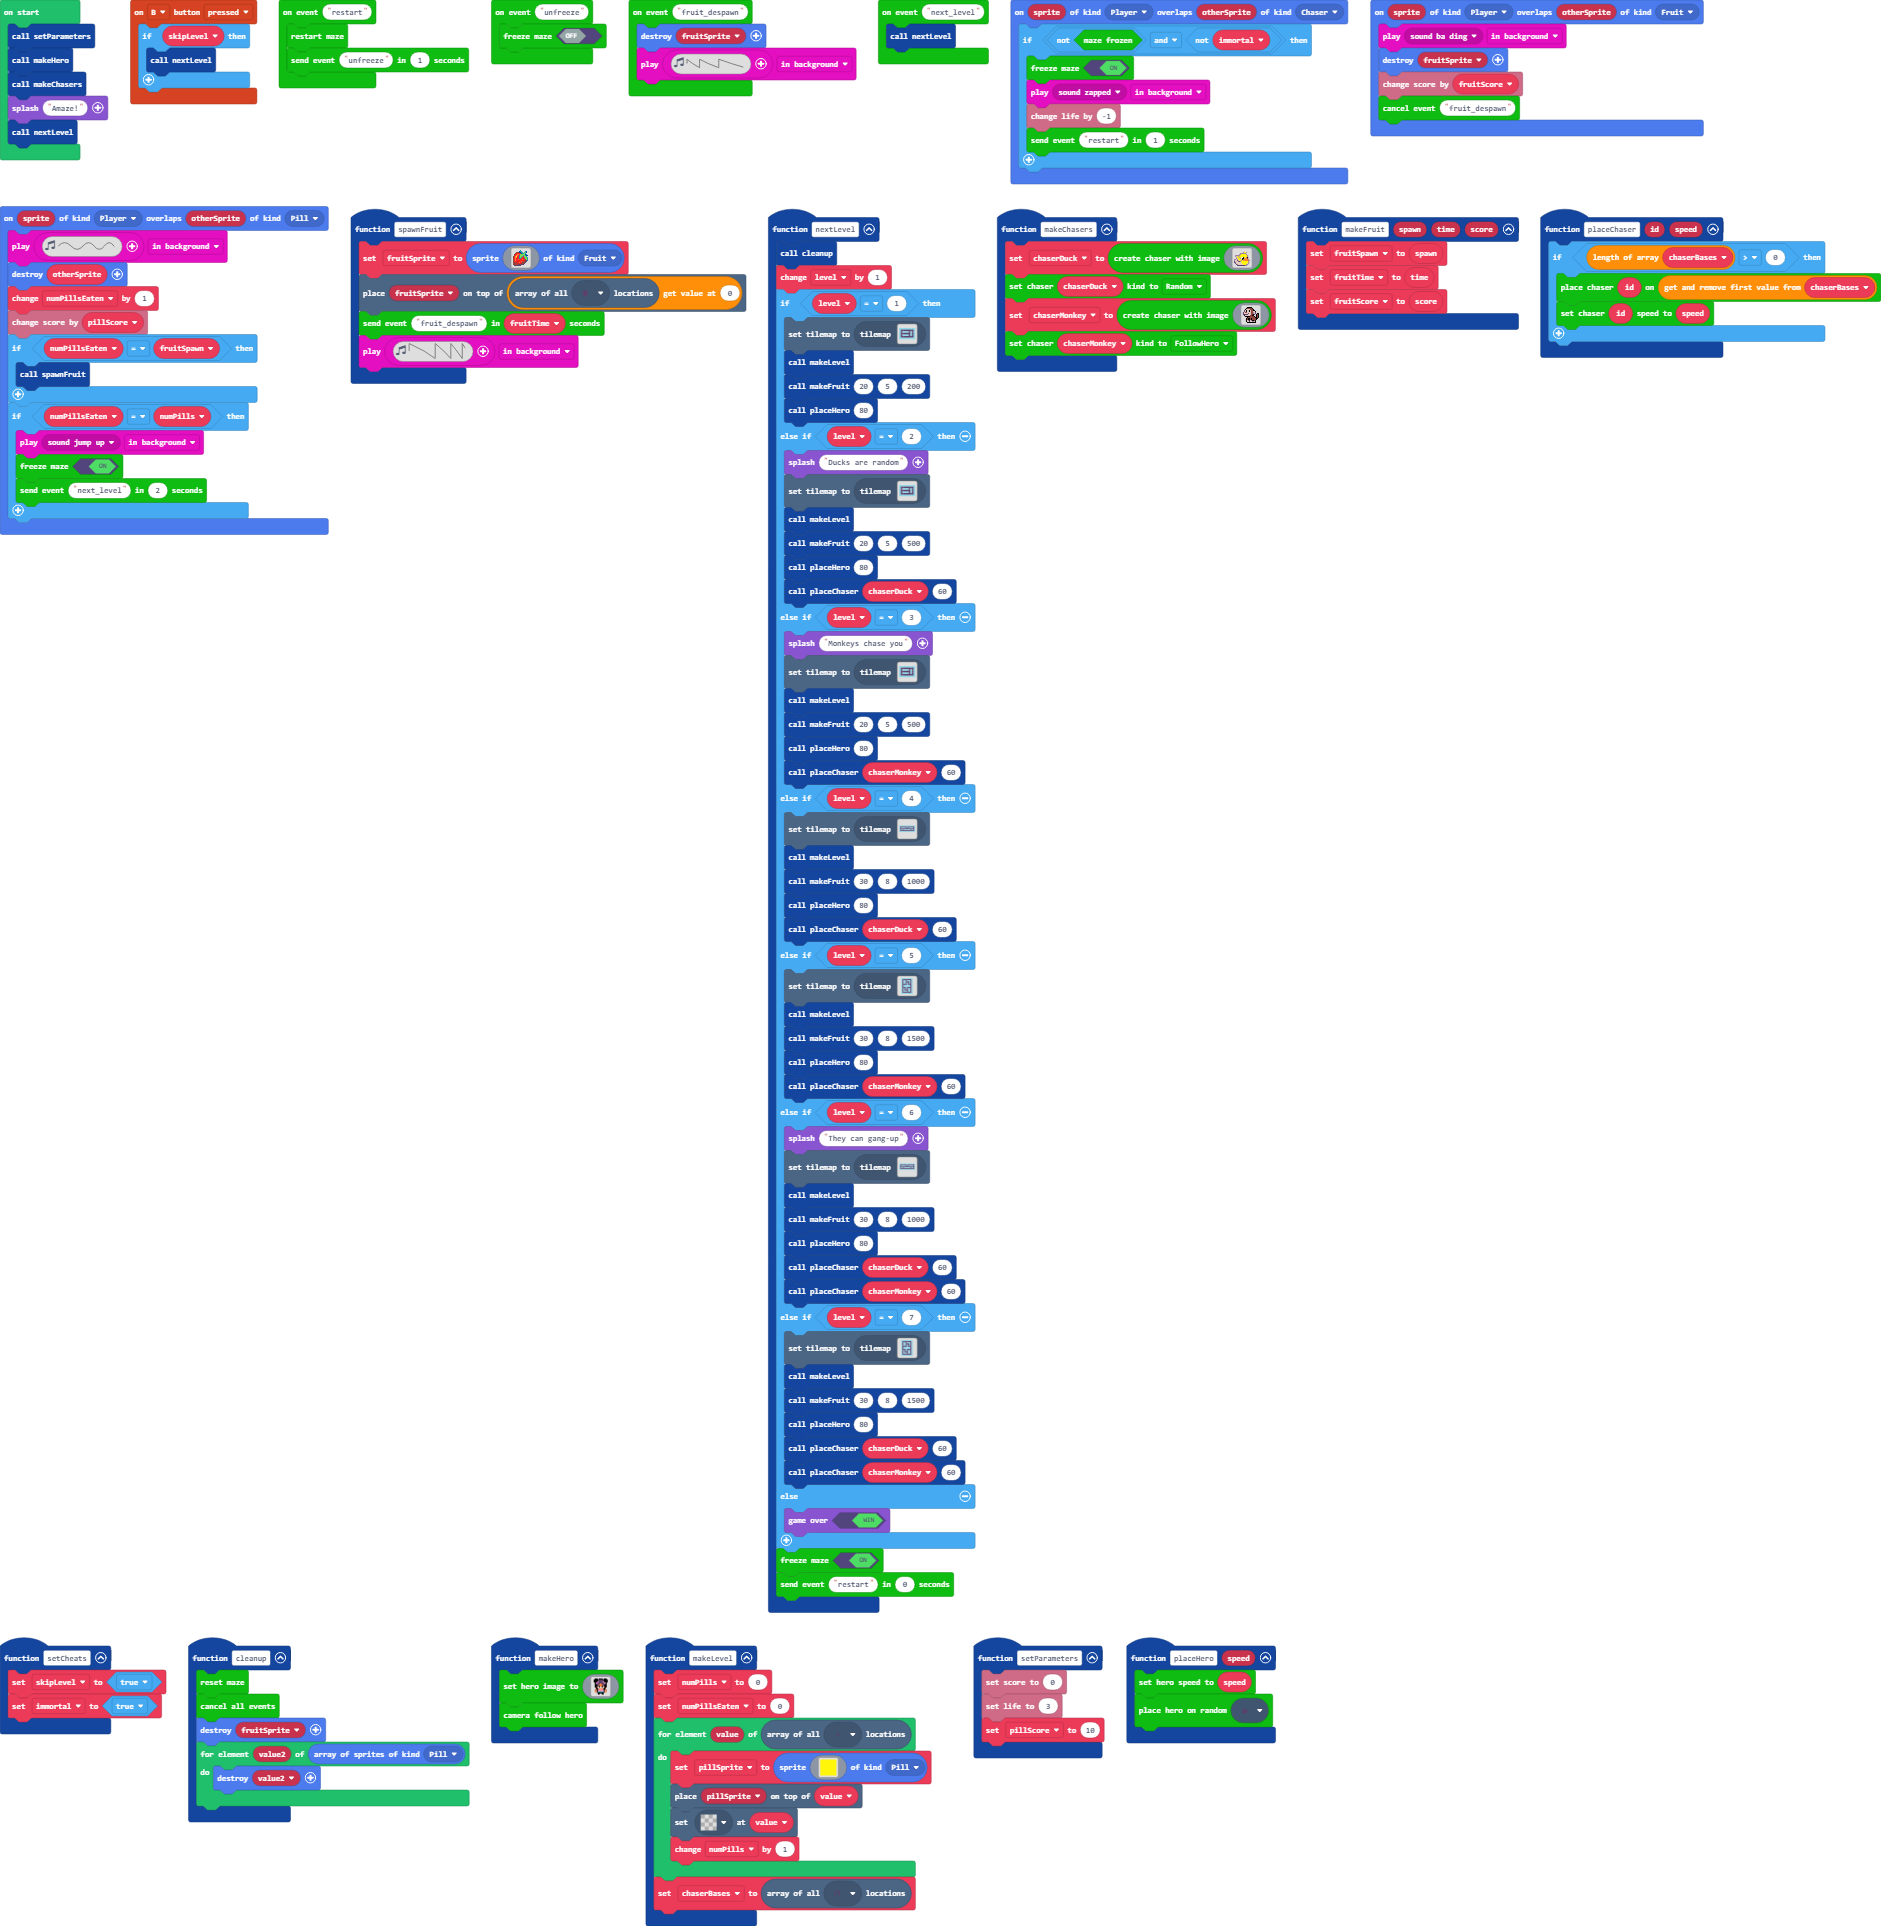 on start
call setParameters
call makeHero
call makeChasers
splash "Amaze!"
call nextLevel
on B button pressed
if skipLevel then
call nextLevel
on event "restart"
restart maze
send event "unfreeze" in 1 seconds
on event "unfreeze"
freeze maze OFF
on event "fruit_despawn"
destroy fruitSprite
play in background
on event "next_level"
call nextLevel
on sprite of kind Player overlaps otherSprite of kind Chaser
if not maze frozen and not immortal then
freeze maze ON
play sound zapped in background
change life by -1
send event "restart" in 1 seconds
on sprite of kind Player overlaps otherSprite of kind Fruit
play sound ba ding in background
destroy fruitSprite
change score by fruitScore
cancel event "fruit_despawn"
on sprite of kind Player overlaps otherSprite of kind Pill
play in background
destroy otherSprite
change numPillsEaten by 1
change score by pillScore
if numPillsEaten = fruitSpawn then
call spawnFruit
if numPillsEaten = numPills then
play sound jump up in background
freeze maze ON
send event "next_level" in 2 seconds
function spawnFruit
set fruitSprite to sprite of kind Fruit
place fruitSprite on top of array of all locations get value at 0
send event "fruit_despawn" in fruitTime seconds
play in background
function nextLevel
call cleanup
change level by 1
if level = 1 then
set tilemap to tilemap
call makeLevel
call makeFruit 20 5 200
call placeHero 80
else if level = 2 then
splash "Ducks are random"
set tilemap to tilemap
call makeLevel
call makeFruit 20 5 500
call placeHero 80
call placeChaser chaserDuck 60
else if level = 3 then
splash "Monkeys chase you"
set tilemap to tilemap
call makeLevel
call makeFruit 20 5 500
call placeHero 80
call placeChaser chaserMonkey 60
else if level = 4 then
set tilemap to tilemap
call makeLevel
call makeFruit 30 8 1000
call placeHero 80
call placeChaser chaserDuck 60
else if level = 5 then
set tilemap to tilemap
call makeLevel
call makeFruit 30 8 1500
call placeHero 80
call placeChaser chaserMonkey 60
else if level = 6 then
splash "They can gang-up"
set tilemap to tilemap
call makeLevel
call makeFruit 30 8 1000
call placeHero 80
call placeChaser chaserDuck 60
call placeChaser chaserMonkey 60
else if level = 7 then
set tilemap to tilemap
call makeLevel
call makeFruit 30 8 1500
call placeHero 80
call placeChaser chaserDuck 60
call placeChaser chaserMonkey 60
else
game over WIN
freeze maze ON
send event "restart" in 0 seconds
function makeChasers
set chaserDuck to create chaser with image
set chaser chaserDuck kind to Random
set chaserMonkey to create chaser with image
set chaser chaserMonkey kind to FollowHero
function makeFruit spawn time score
set fruitSpawn to spawn
set fruitTime to time
set fruitScore to score
function placeChaser id speed
if length of array chaserBases > 0 then
place chaser id on get and remove first value from chaserBases
set chaser id speed to speed
function setCheats
set skipLevel to true
set immortal to true
function cleanup
reset maze
cancel all events
destroy fruitSprite
for element value2 of array of sprites of kind Pill
do
destroy value2
function makeHero
set hero image to
camera follow hero
function makeLevel
set numPills to 0
set numPillsEaten to 0
for element value of array of all locations
do
set pillSprite to sprite of kind Pill
place pillSprite on top of value
set at value
change numPills by 1
set chaserBases to array of all locations
function setParameters
set score to 0
set life to 3
set pillScore to 10
function placeHero speed
set hero speed to speed
place hero on random